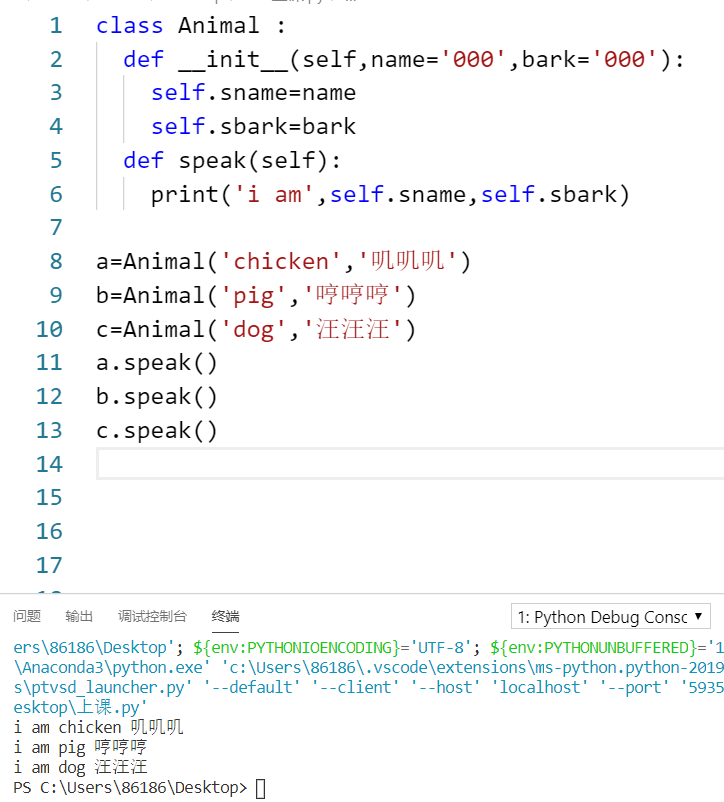 1 class Animal :
2 def __init__(self,name='000',bark='000'):
3 self.sname=name
4 self.sbark=bark
5 def speak(self):
6 print('i am',self.sname,self.sbark)
7
8 a=Animal('chicken','叽叽叽')
9 b=Animal('pig','哼哼哼')
10 c=Animal('dog','汪汪汪')
11 a.speak()
12 b.speak()
13 c.speak()
14
15
16
17
问题 输出 调试控制台 终端 1: Python Debug Consc
ers\86186\Desktop'; ${env:PYTHONIOENCODING}='UTF-8'; ${env:PYTHONUNBUFFERED}='1
\Anaconda3\python.exe' 'c:\Users\86186\.vscode\extensions\ms-python.python-2019
s\ptvsd_launcher.py' '--default' '--client' '--host' 'localhost' '--port' '5935
esktop\上课.py'
i am chicken 叽叽叽
i am pig 哼哼哼
i am dog 汪汪汪
PS C:\Users\86186\Desktop>